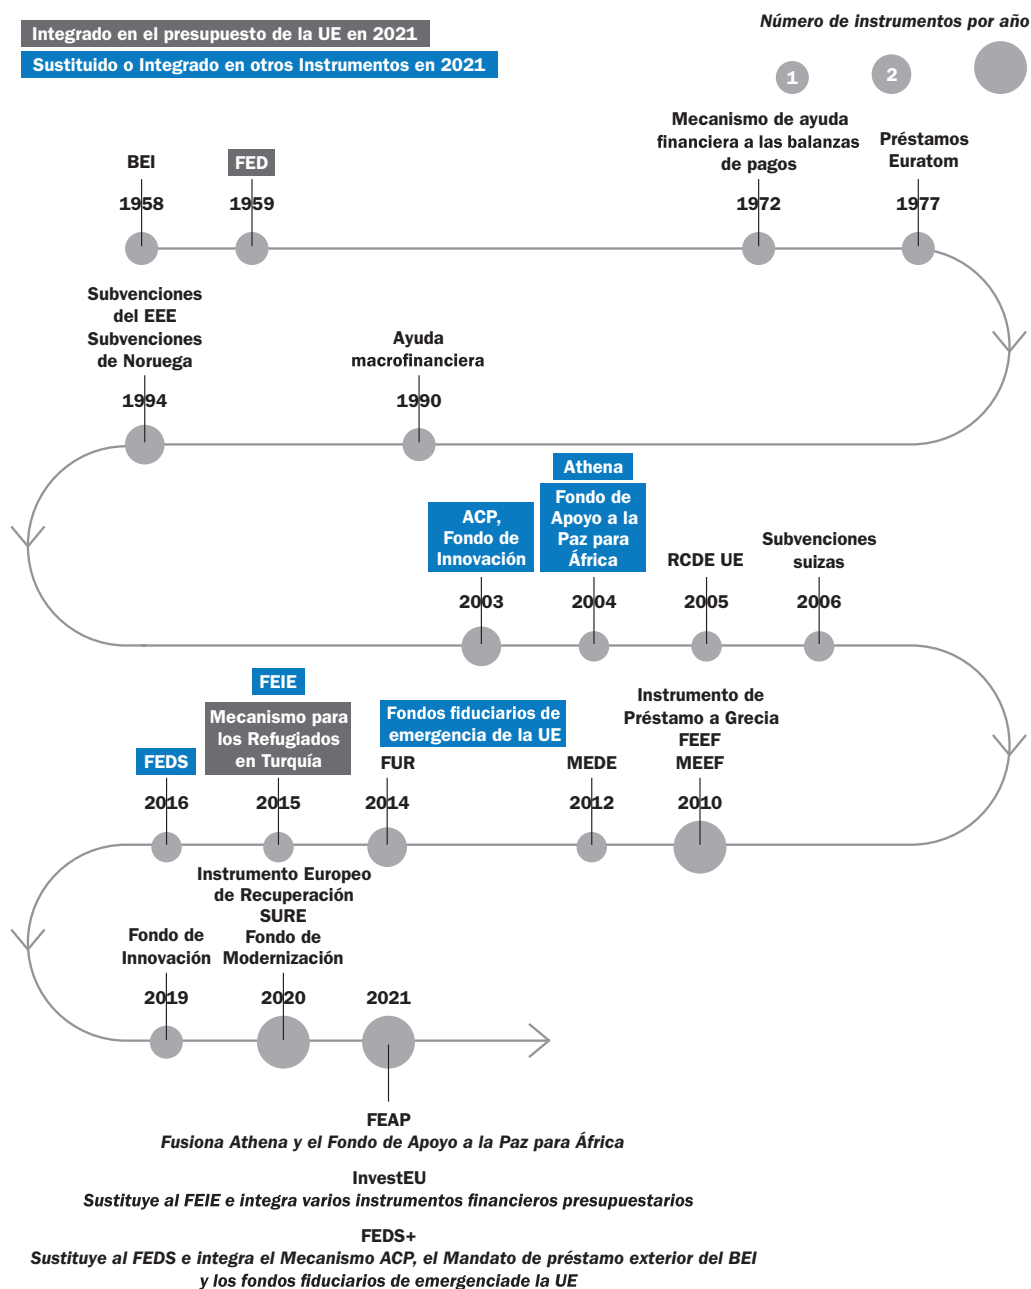 Integrado en el presupuesto de la UE en 2021
Sustituido o Integrado en otros Instrumentos en 2021
Número de instrumentos por año
1
2
BEI
1958
FED
1959
Mecanismo de ayuda
financiera a las balanzas
de pagos
1972
Préstamos
Euratom
1977
Subvenciones
del EEE
Subvenciones
de Noruega
1994
Ayuda
macrofinanciera
1990
ACP,
Fondo de
Innovación
2003
Athena
Fondo de
Apoyo a la
Paz para
África
2004
RCDE UE
2005
Subvenciones
suizas
2006
FEDS
2016
FEIE
Mecanismo para
los Refugiados
en Turquía
2015
Fondos fiduciarios de
emergencia de la UE
FUR
2014
MEDE
2012
Instrumento de
Préstamo a Grecia
FEEF
MEEF
2010
Fondo de
Innovación
2019
Instrumento Europeo
de Recuperación
SURE
Fondo de
Modernización
2020
2021
FEAP
Fusiona Athena y el Fondo de Apoyo a la Paz para África
InvestEU
Sustituye al FEIE e integra varios instrumentos financieros presupuestarios
FEDS+
Sustituye al FEDS e integra el Mecanismo ACP, el Mandato de préstamo exterior del BEI
y los fondos fiduciarios de emergenciade la UE